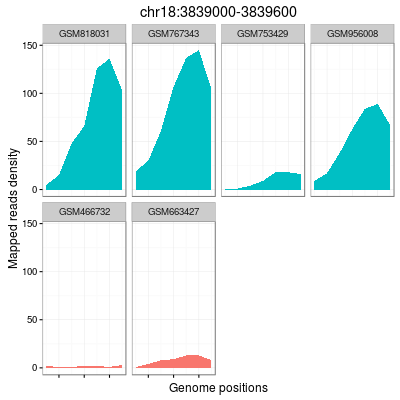 chr18:3839000-3839600
GSM818031 GSM767343 GSM753429 GSM956008
150
100
50
0
GSM466732 GSM663427
150
100
50
0
Mapped reads density
Genome positions